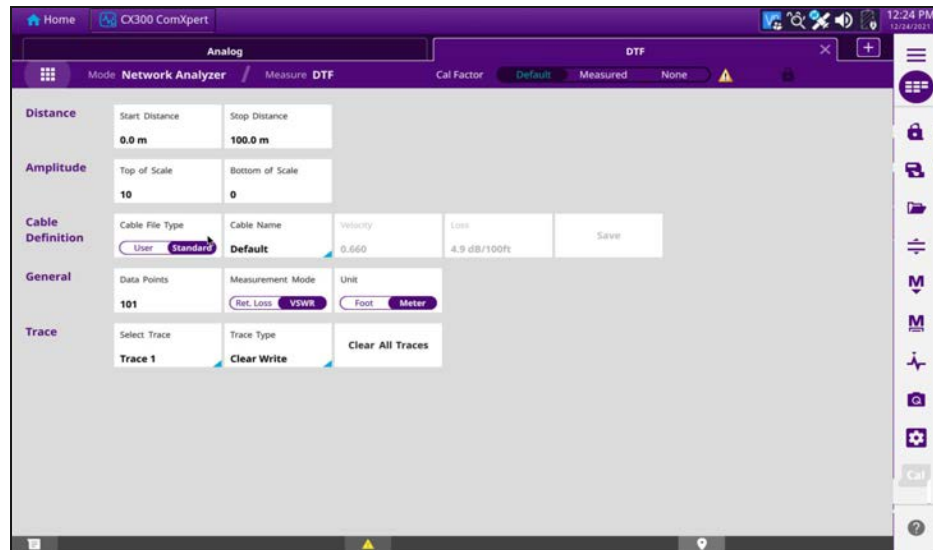 Home CX300 ComXpert 12:24 PM
12/24/2021
Analog DTF
Mode Network Analyzer / Measure DTF Cal Factor Default Measured None
Distance Start Distance Stop Distance
0.0 m 100.0 m
Amplitude Top of Scale Bottom of Scale
10 0
Cable Definition Cable File Type Cable Name Velocity Loss Save
User Standard Default 0.660 4.9 dB/100ft
General Data Points Measurement Mode Unit
101 Ret. Loss VSWR Foot Meter
Trace Select Trace Trace Type Clear All Traces
Trace 1 Clear Write
M
M
Cal